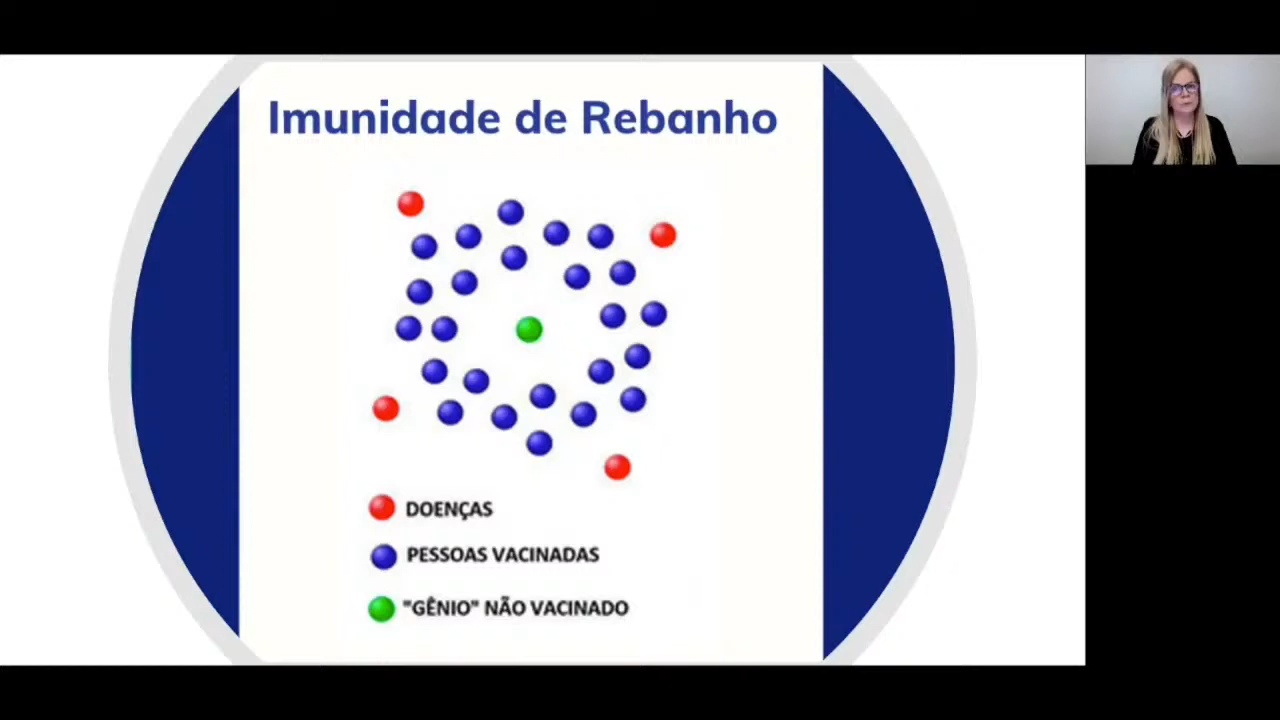 Imunidade de Rebanho
DOENÇAS
PESSOAS VACINADAS
"GÊNIO" NÃO VACINADO